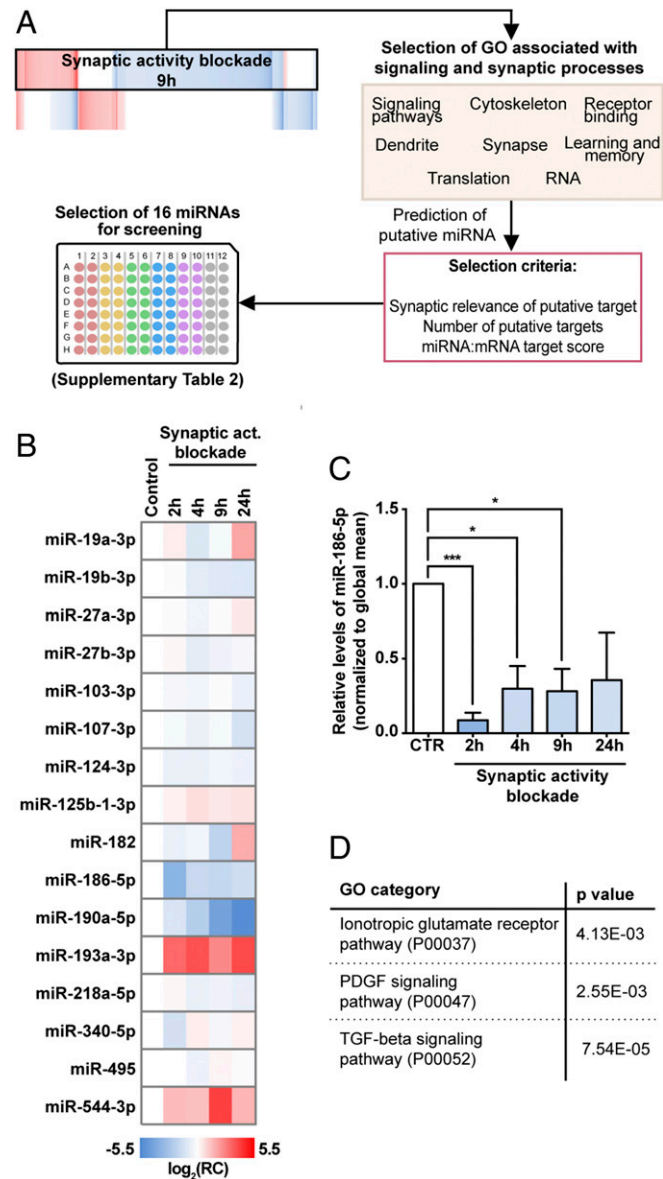 A
Synaptic activity blockade
9h
Selection of GO associated with
signaling and synaptic processes
Signaling
pathways
Cytoskeleton
Receptor
binding
Dendrite
Synapse
Learning and
memory
Translation
RNA
Prediction of
putative miRNA
Selection criteria:
Synaptic relevance of putative target
Number of putative targets
miRNA:mRNA target score
Selection of 16 miRNAs
for screening
1 2 3 4 5 6 7 8 9 10 11 12
A
B
C
D
E
F
G
H
(Supplementary Table 2)
B
Synaptic act.
blockade
Control 2h 4h 9h 24h
miR-19a-3p
miR-19b-3p
miR-27a-3p
miR-27b-3p
miR-103-3p
miR-107-3p
miR-124-3p
miR-125b-1-3p
miR-182
miR-186-5p
miR-190a-5p
miR-193a-3p
miR-218a-5p
miR-340-5p
miR-495
miR-544-3p
-5.5 5.5
log2(RC)
C
Relative levels of miR-186-5p
(normalized to global mean)
1.5
1.0
0.5
0.0
*
*
***
CTR 2h 4h 9h 24h
Synaptic activity
blockade
D
GO category p value
Ionotropic glutamate receptor
pathway (P00037) 4.13E-03
PDGF signaling
pathway (P00047) 2.55E-03
TGF-beta signaling
pathway (P00052) 7.54E-05